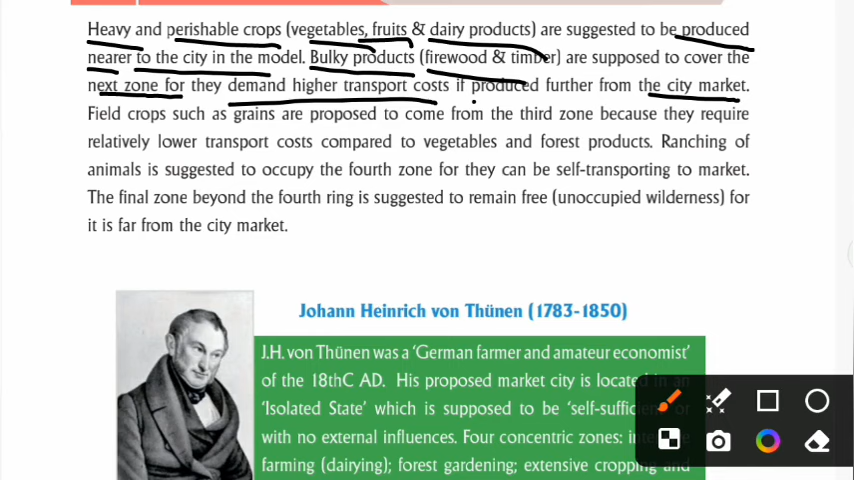 Heavy and perishable crops (vegetables, fruits & dairy products) are suggested to be produced
nearer to the city in the model. Bulky products (firewood & timber) are supposed to cover the
next zone for they demand higher transport costs if produced further from the city market.
Field crops such as grains are proposed to come from the third zone because they require
relatively lower transport costs compared to vegetables and forest products. Ranching of
animals is suggested to occupy the fourth zone for they can be self-transporting to market.
The final zone beyond the fourth ring is suggested to remain free (unoccupied wilderness) for
it is far from the city market.
Johann Heinrich von Thünen (1783-1850)
J.H. von Thünen was a ‘German farmer and amateur economist’
of the 18thC AD. His proposed market city is located in an
‘Isolated State’ which is supposed to be ‘self-sufficient’ or
with no external influences. Four concentric zones:
farming (dairying); forest gardening; extensive cropping and